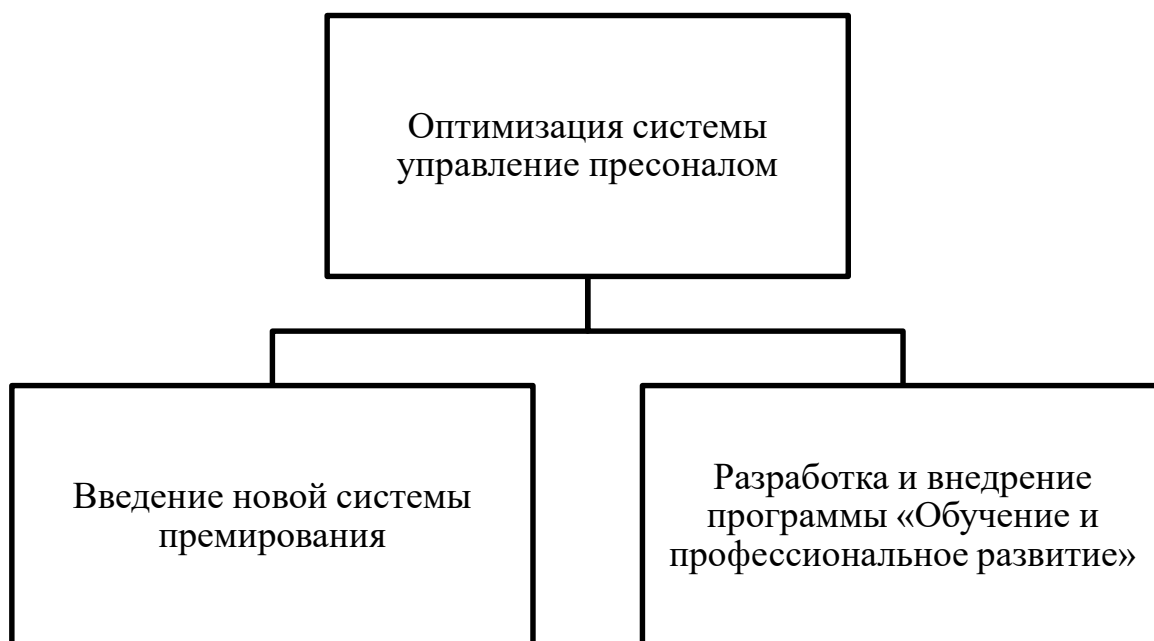 Оптимизация системы
управление пресоналом
Введение новой системы
премирования
Разработка и внедрение
программы «Обучение и
профессиональное развитие»